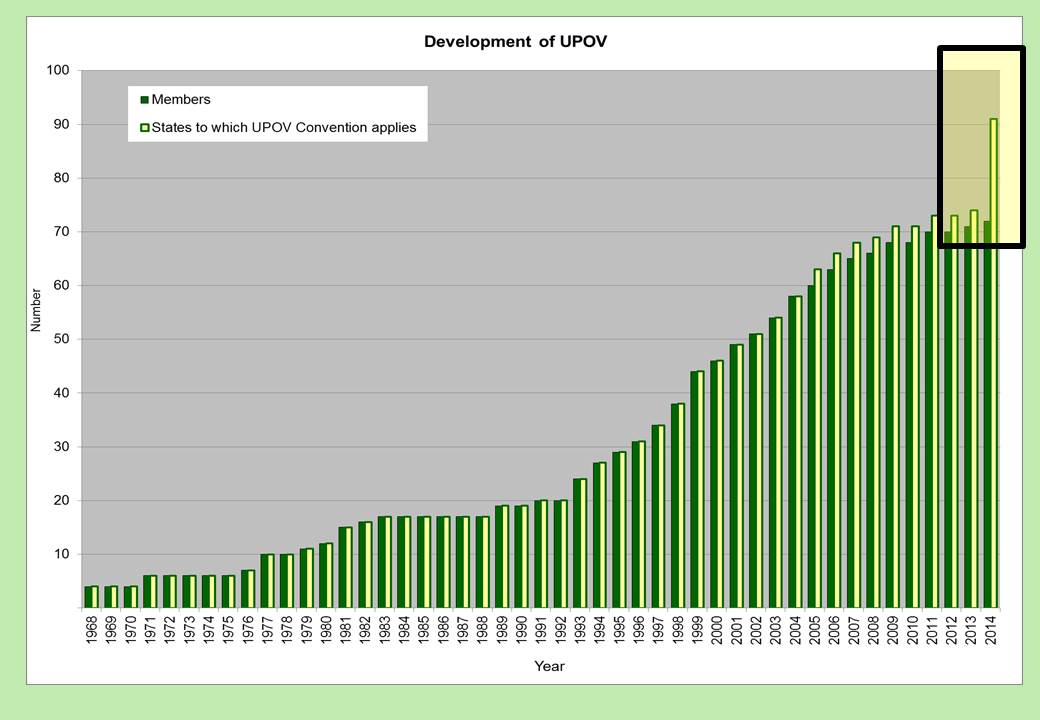 Development of UPOV
Members
States to which UPOV Convention applies
100
90
80
70
60
50
40
30
20
10
Number
1968 1969 1970 1971 1972 1973 1974 1975 1976 1977 1978 1979 1980 1981 1982 1983 1984 1985 1986 1987 1988 1989 1990 1991 1992 1993 1994 1995 1996 1997 1998 1999 2000 2001 2002 2003 2004 2005 2006 2007 2008 2009 2010 2011 2012 2013 2014
Year